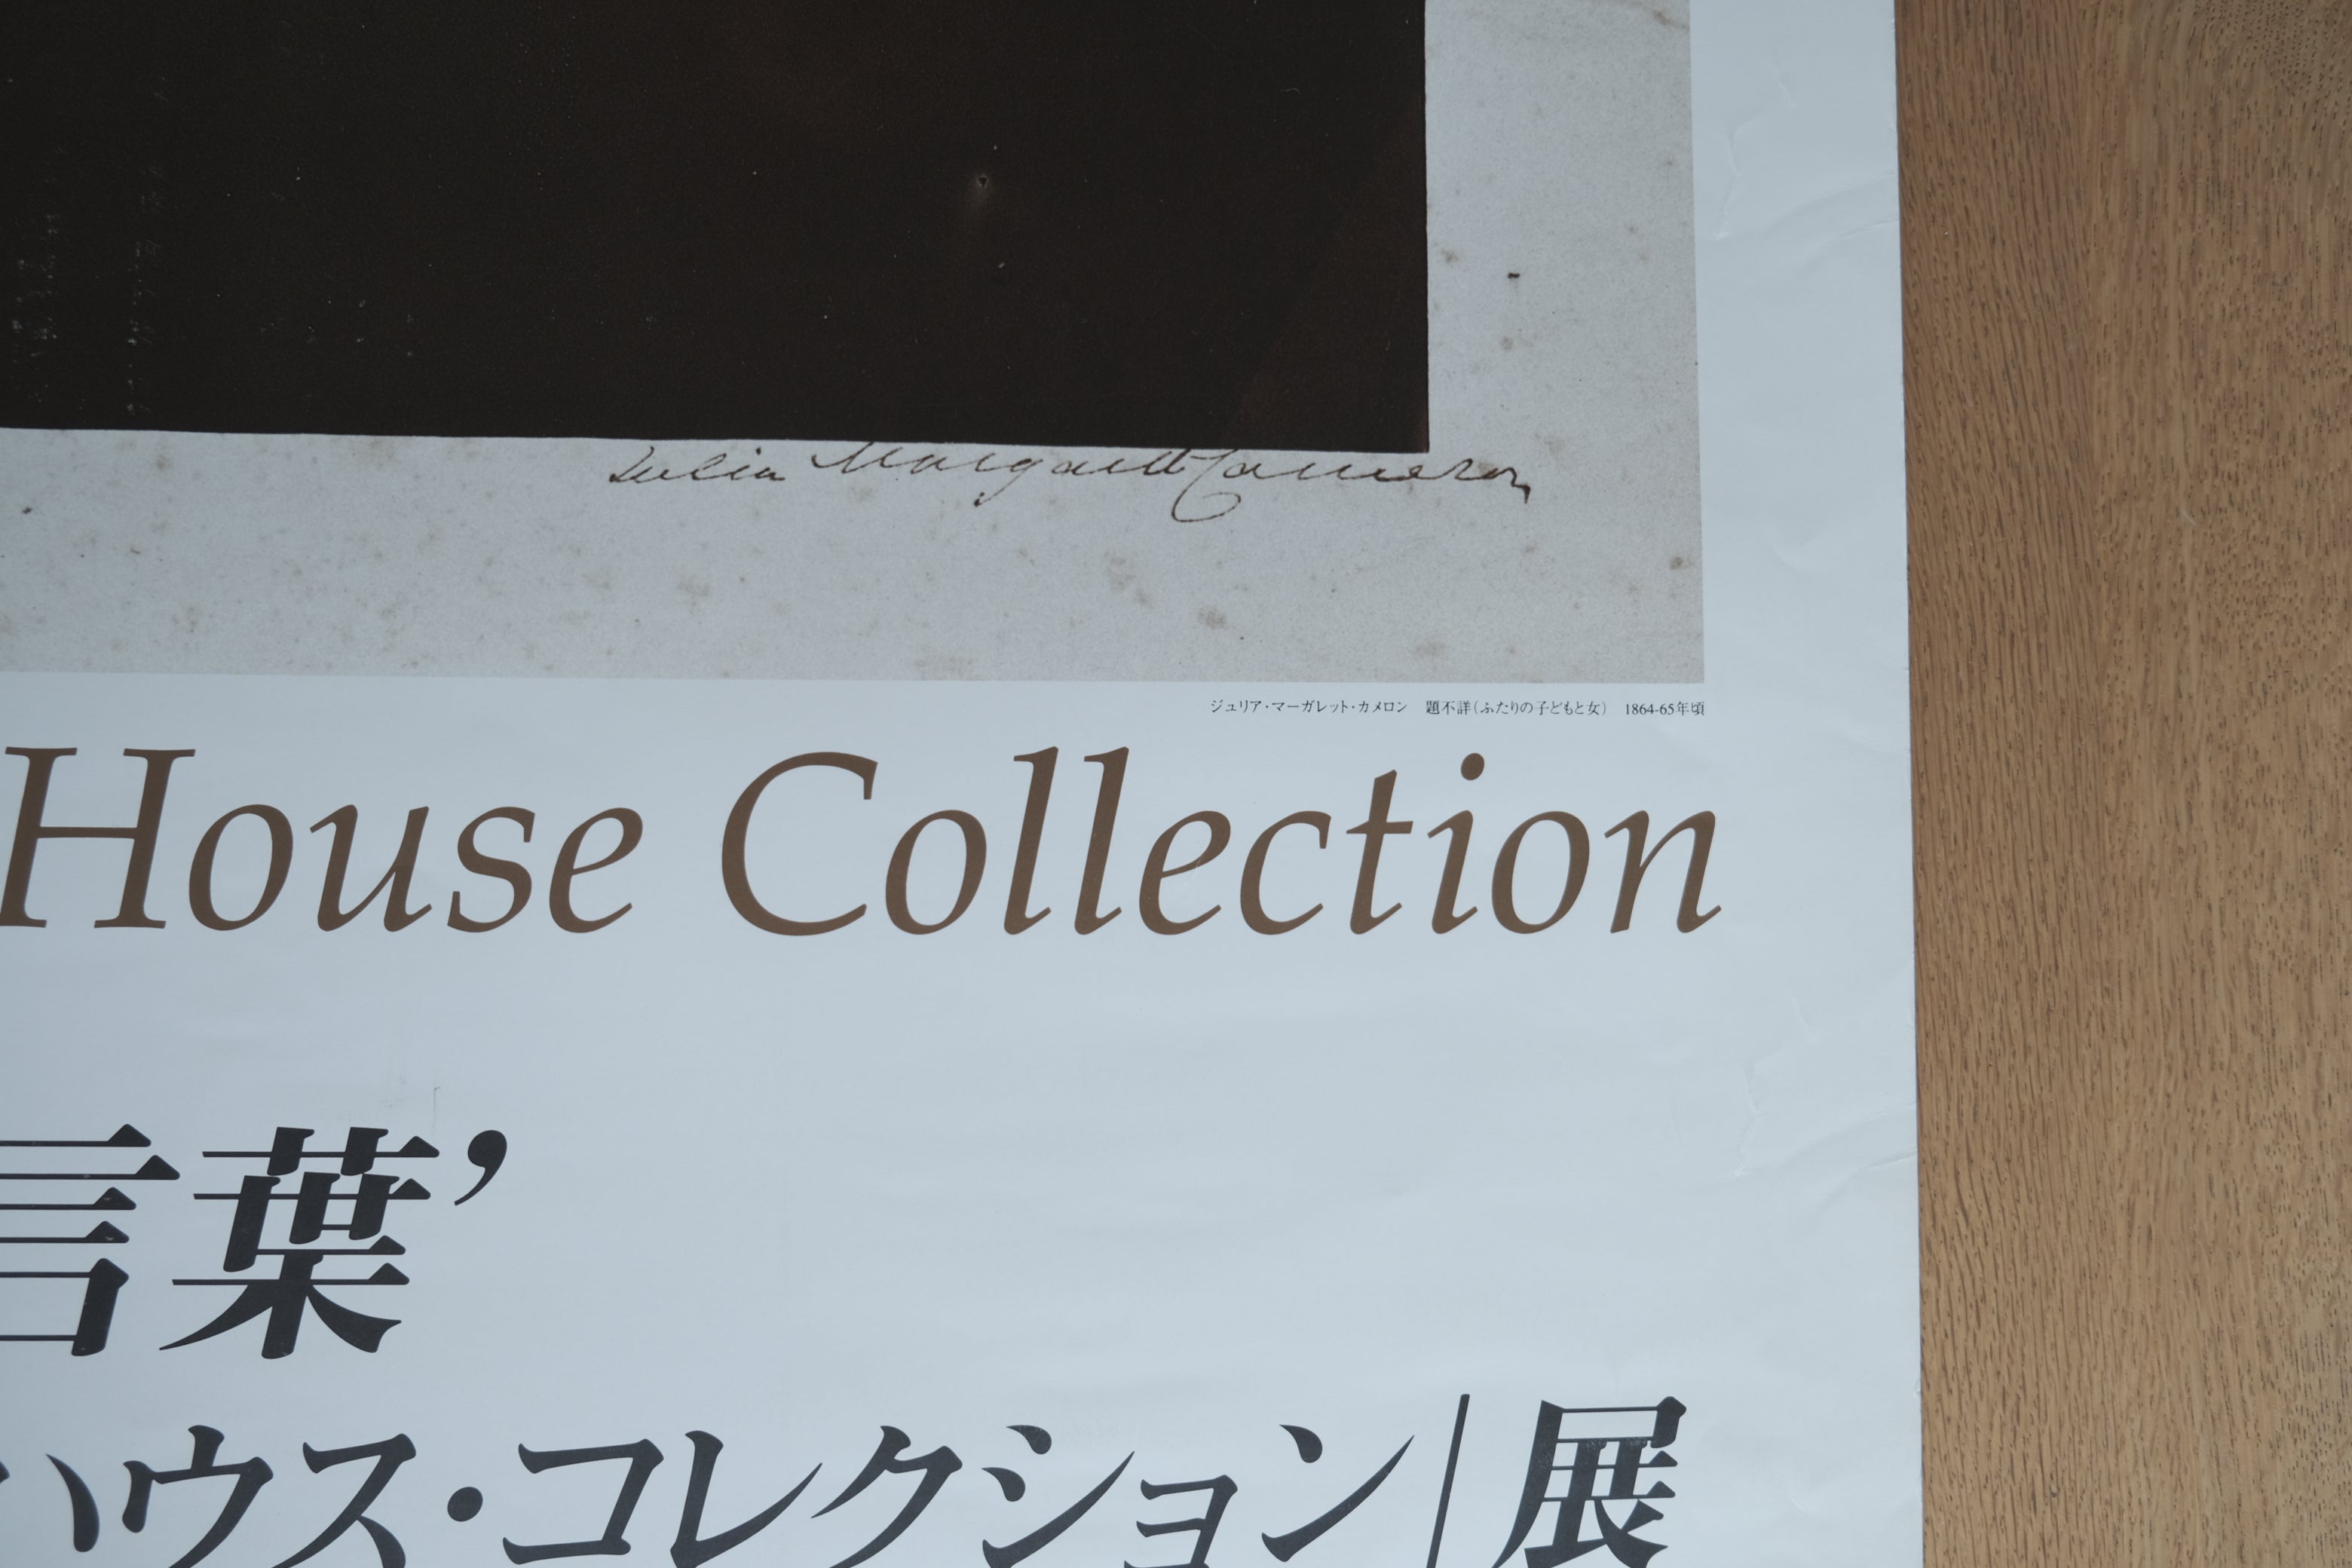 Julia Margaret Cameron
ジュリア・マーガレット・カメロン　題不詳（ふたりの子どもと女）　1864-65年頃
House Collection
言葉’
ハウス・コレクション｜展